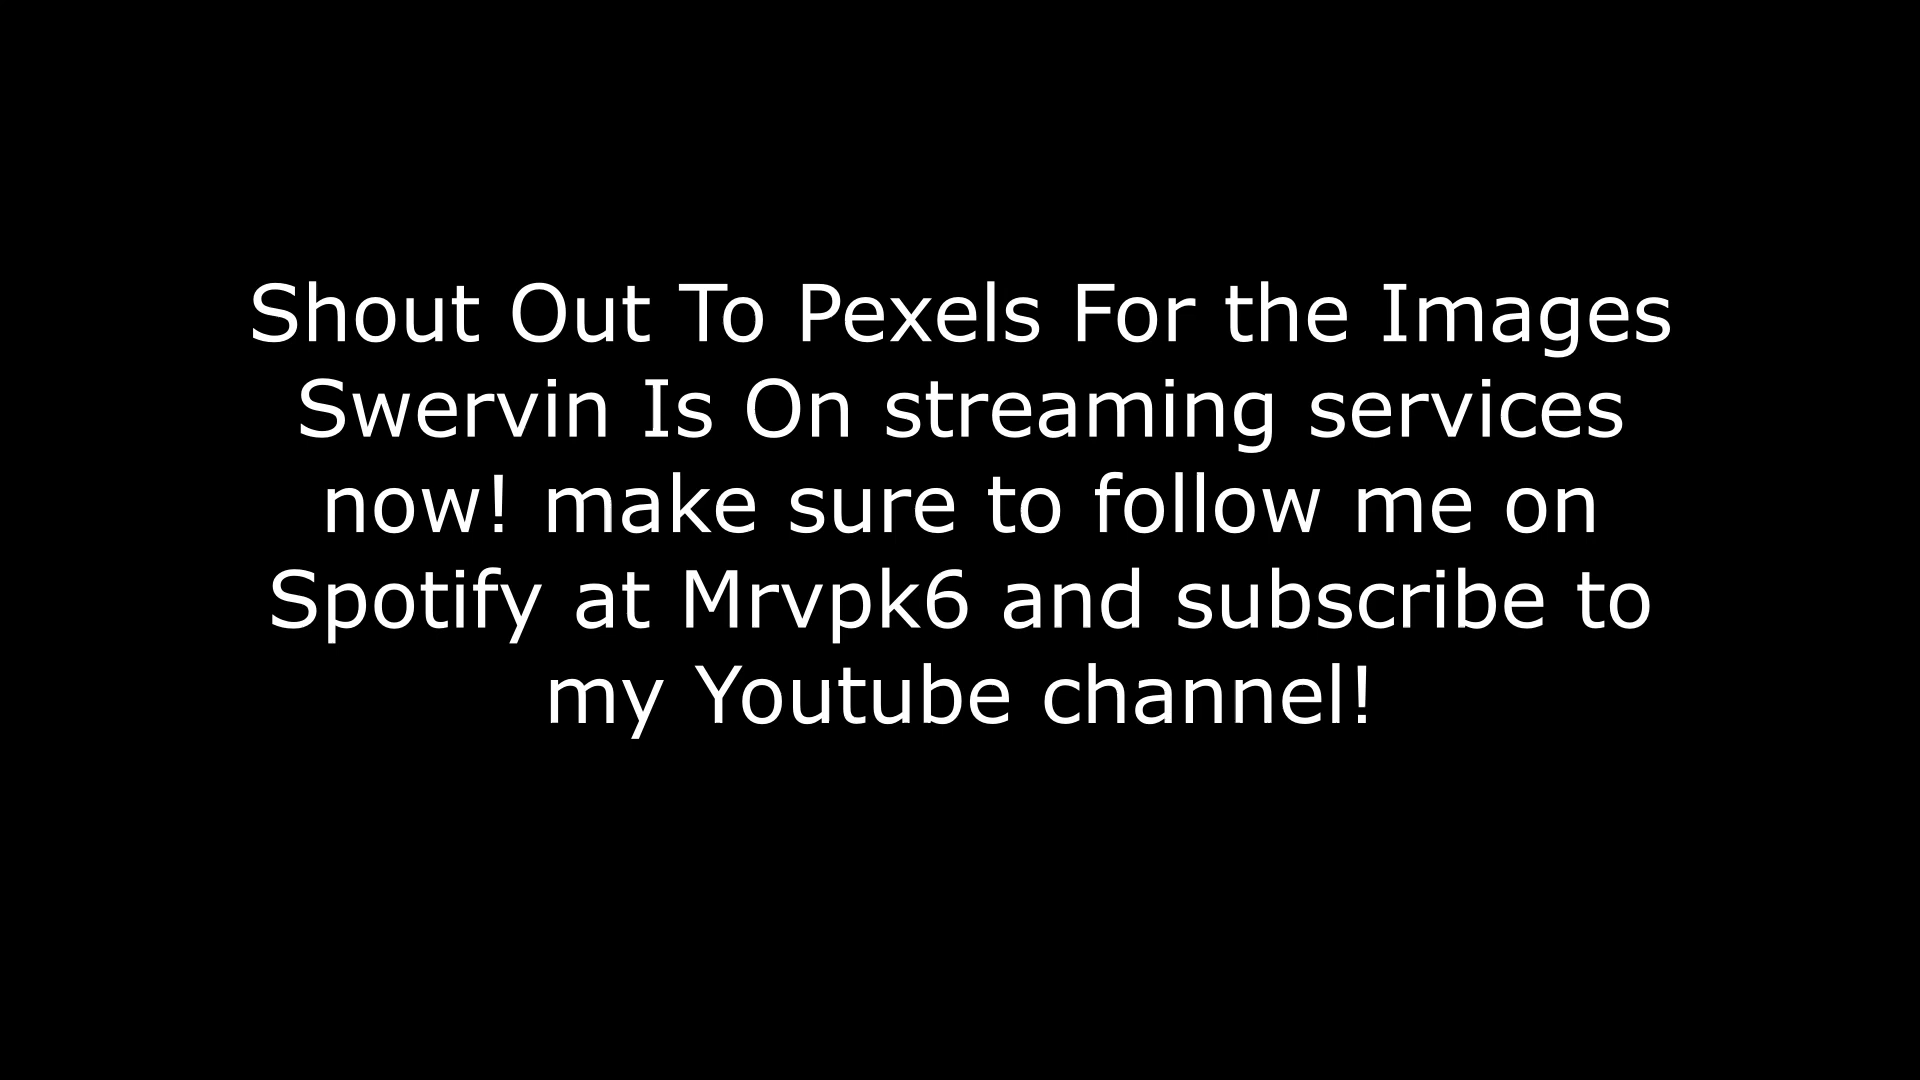 Shout Out To Pexels For the Images
Swervin Is On streaming services
now! make sure to follow me on
Spotify at Mrvpk6 and subscribe to
my Youtube channel!